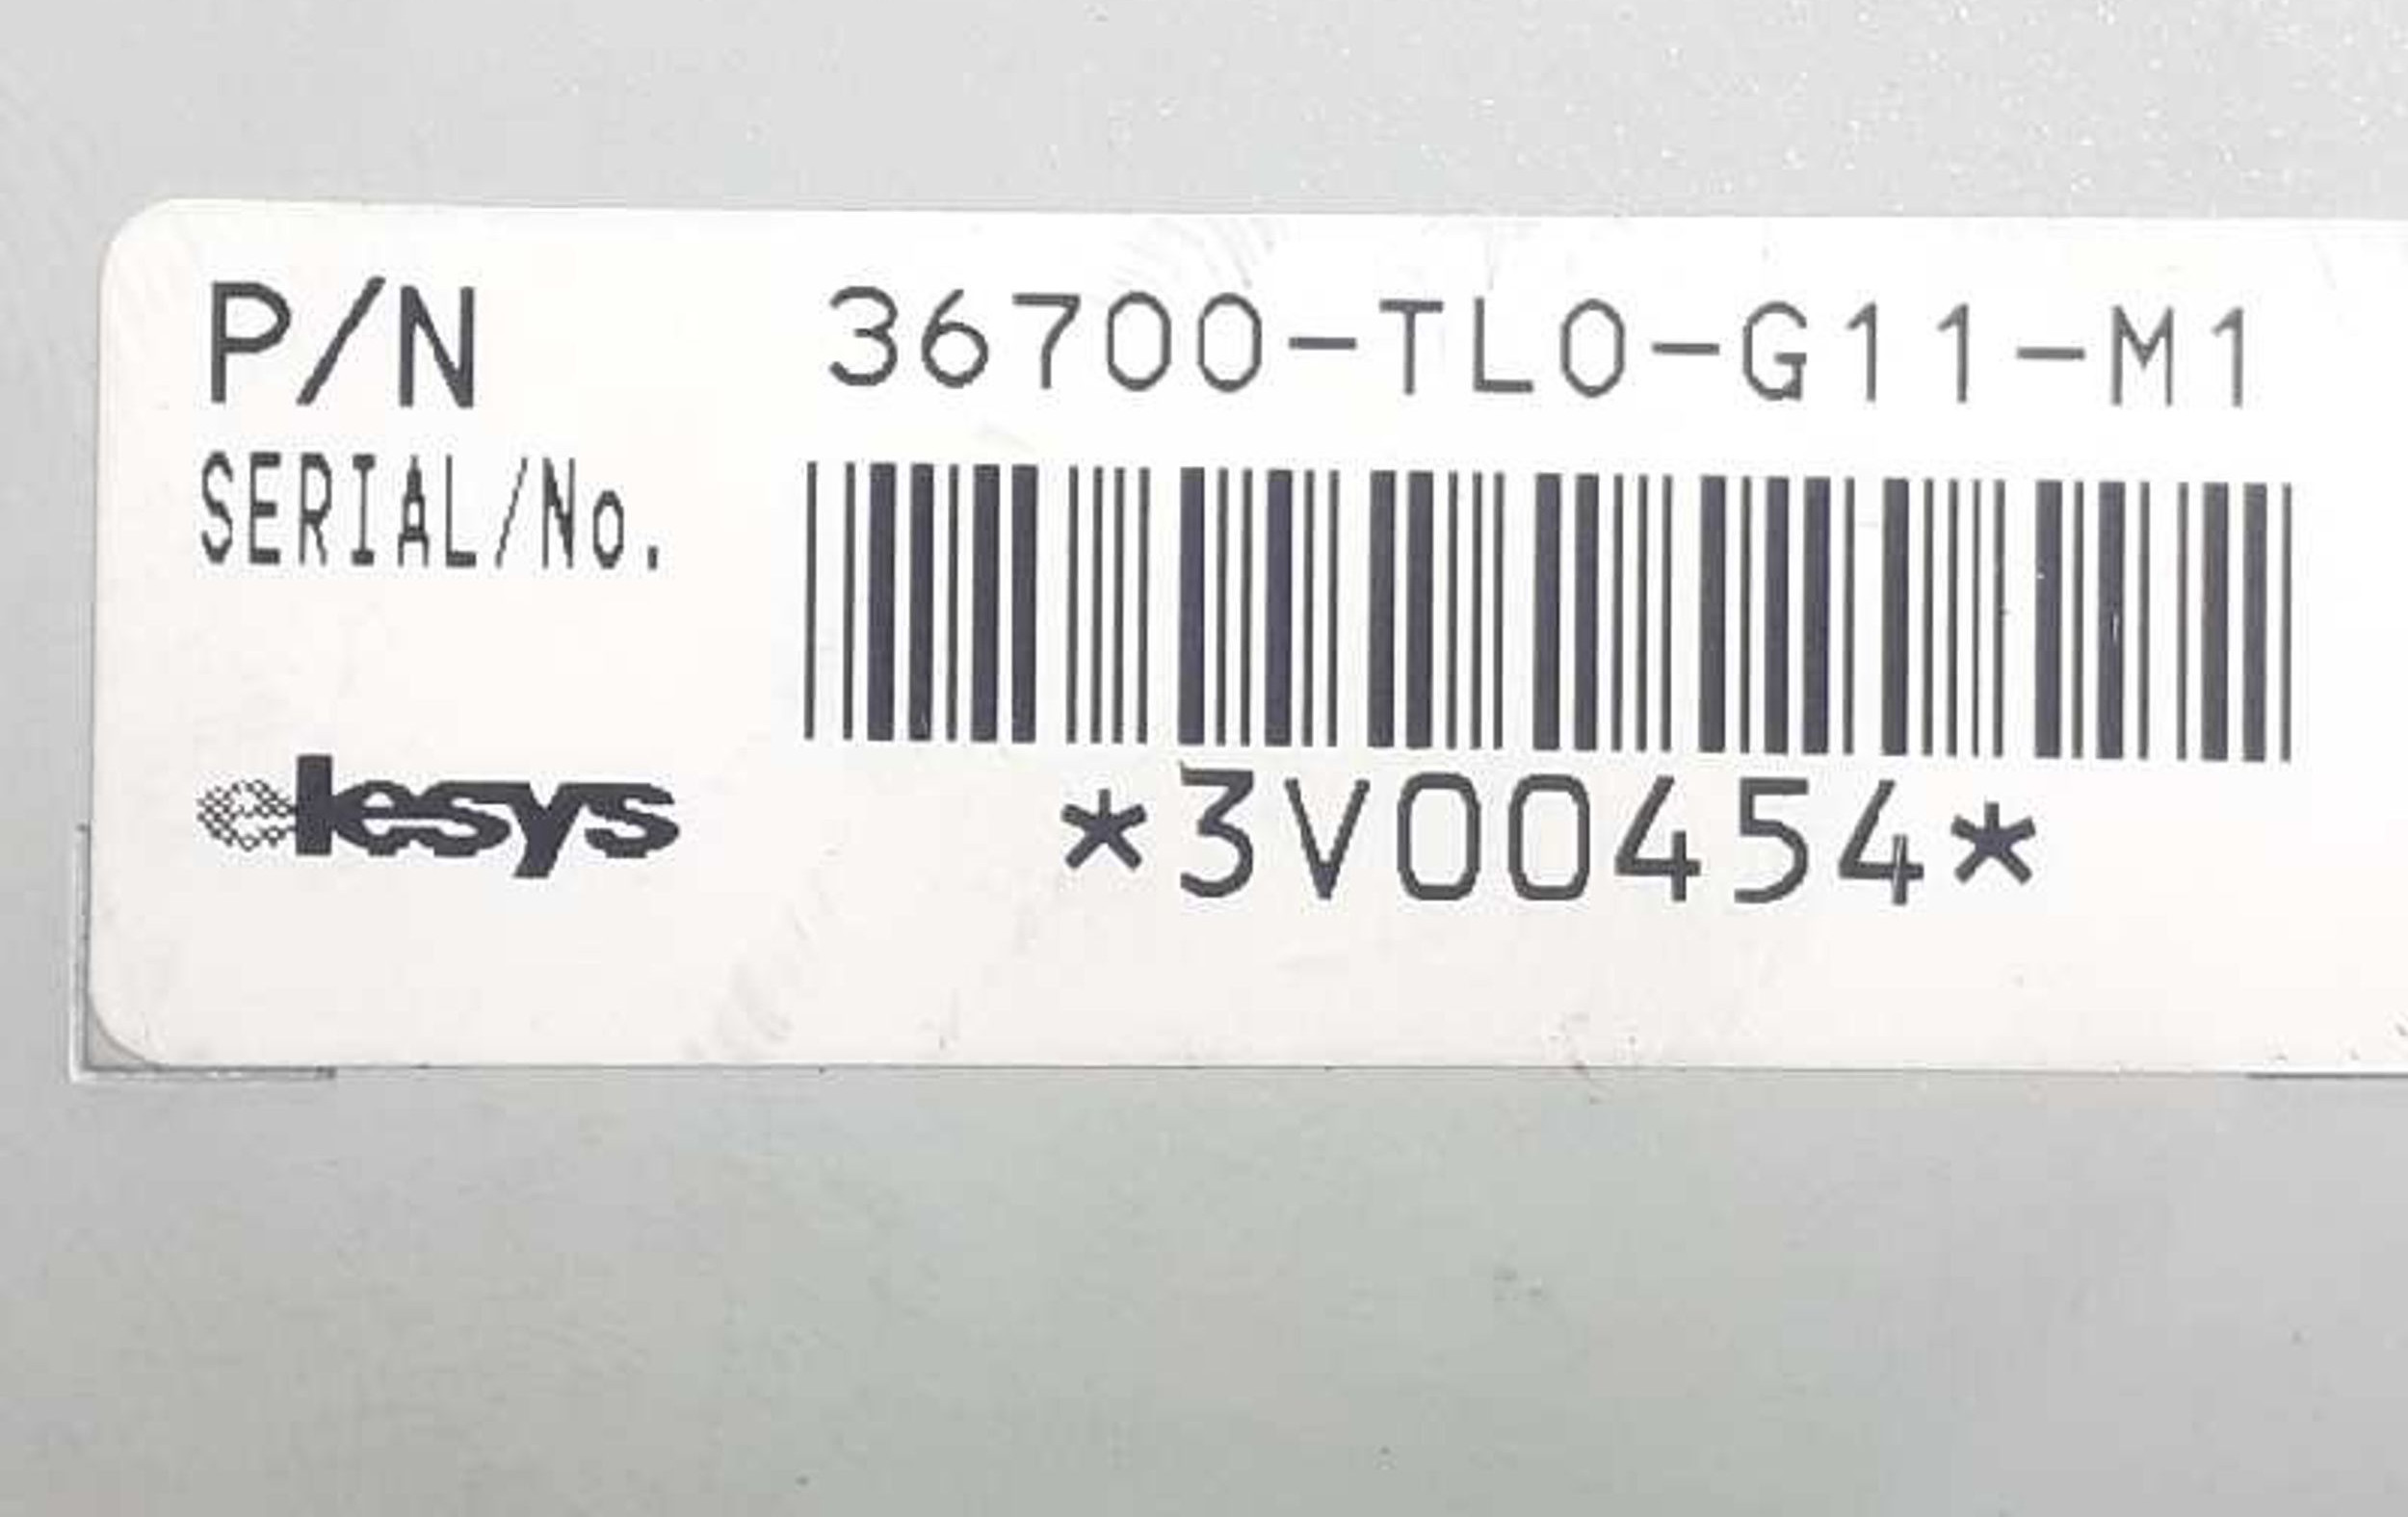 P/N 36700-TL0-G11-M1
SERIAL/No.
*3V00454*
elesys